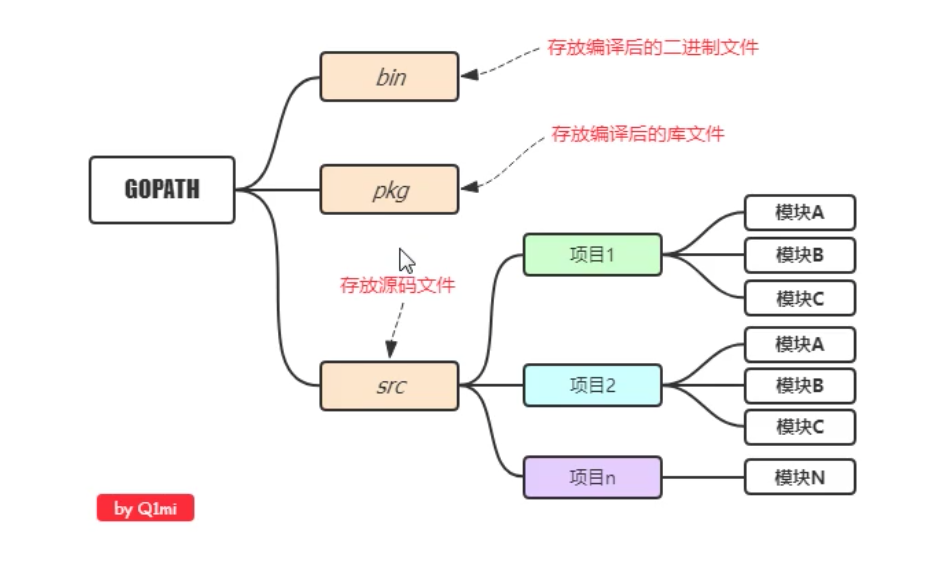 存放编译后的二进制文件
bin
存放编译后的库文件
GOPATH
pkg
模块A
项目1
模块B
模块C
存放源码文件
模块A
src
项目2
模块B
模块C
项目n
模块N
by Q1mi